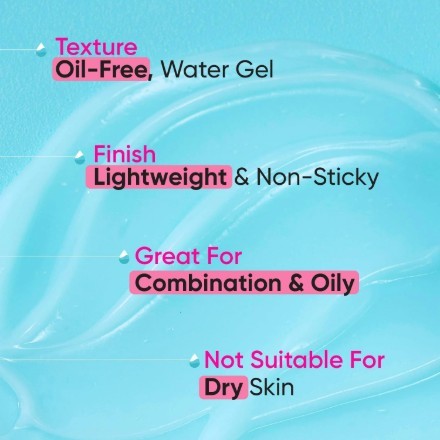 Texture
Oil-Free, Water Gel
Finish
Lightweight & Non-Sticky
Great For
Combination & Oily
Not Suitable For
Dry Skin